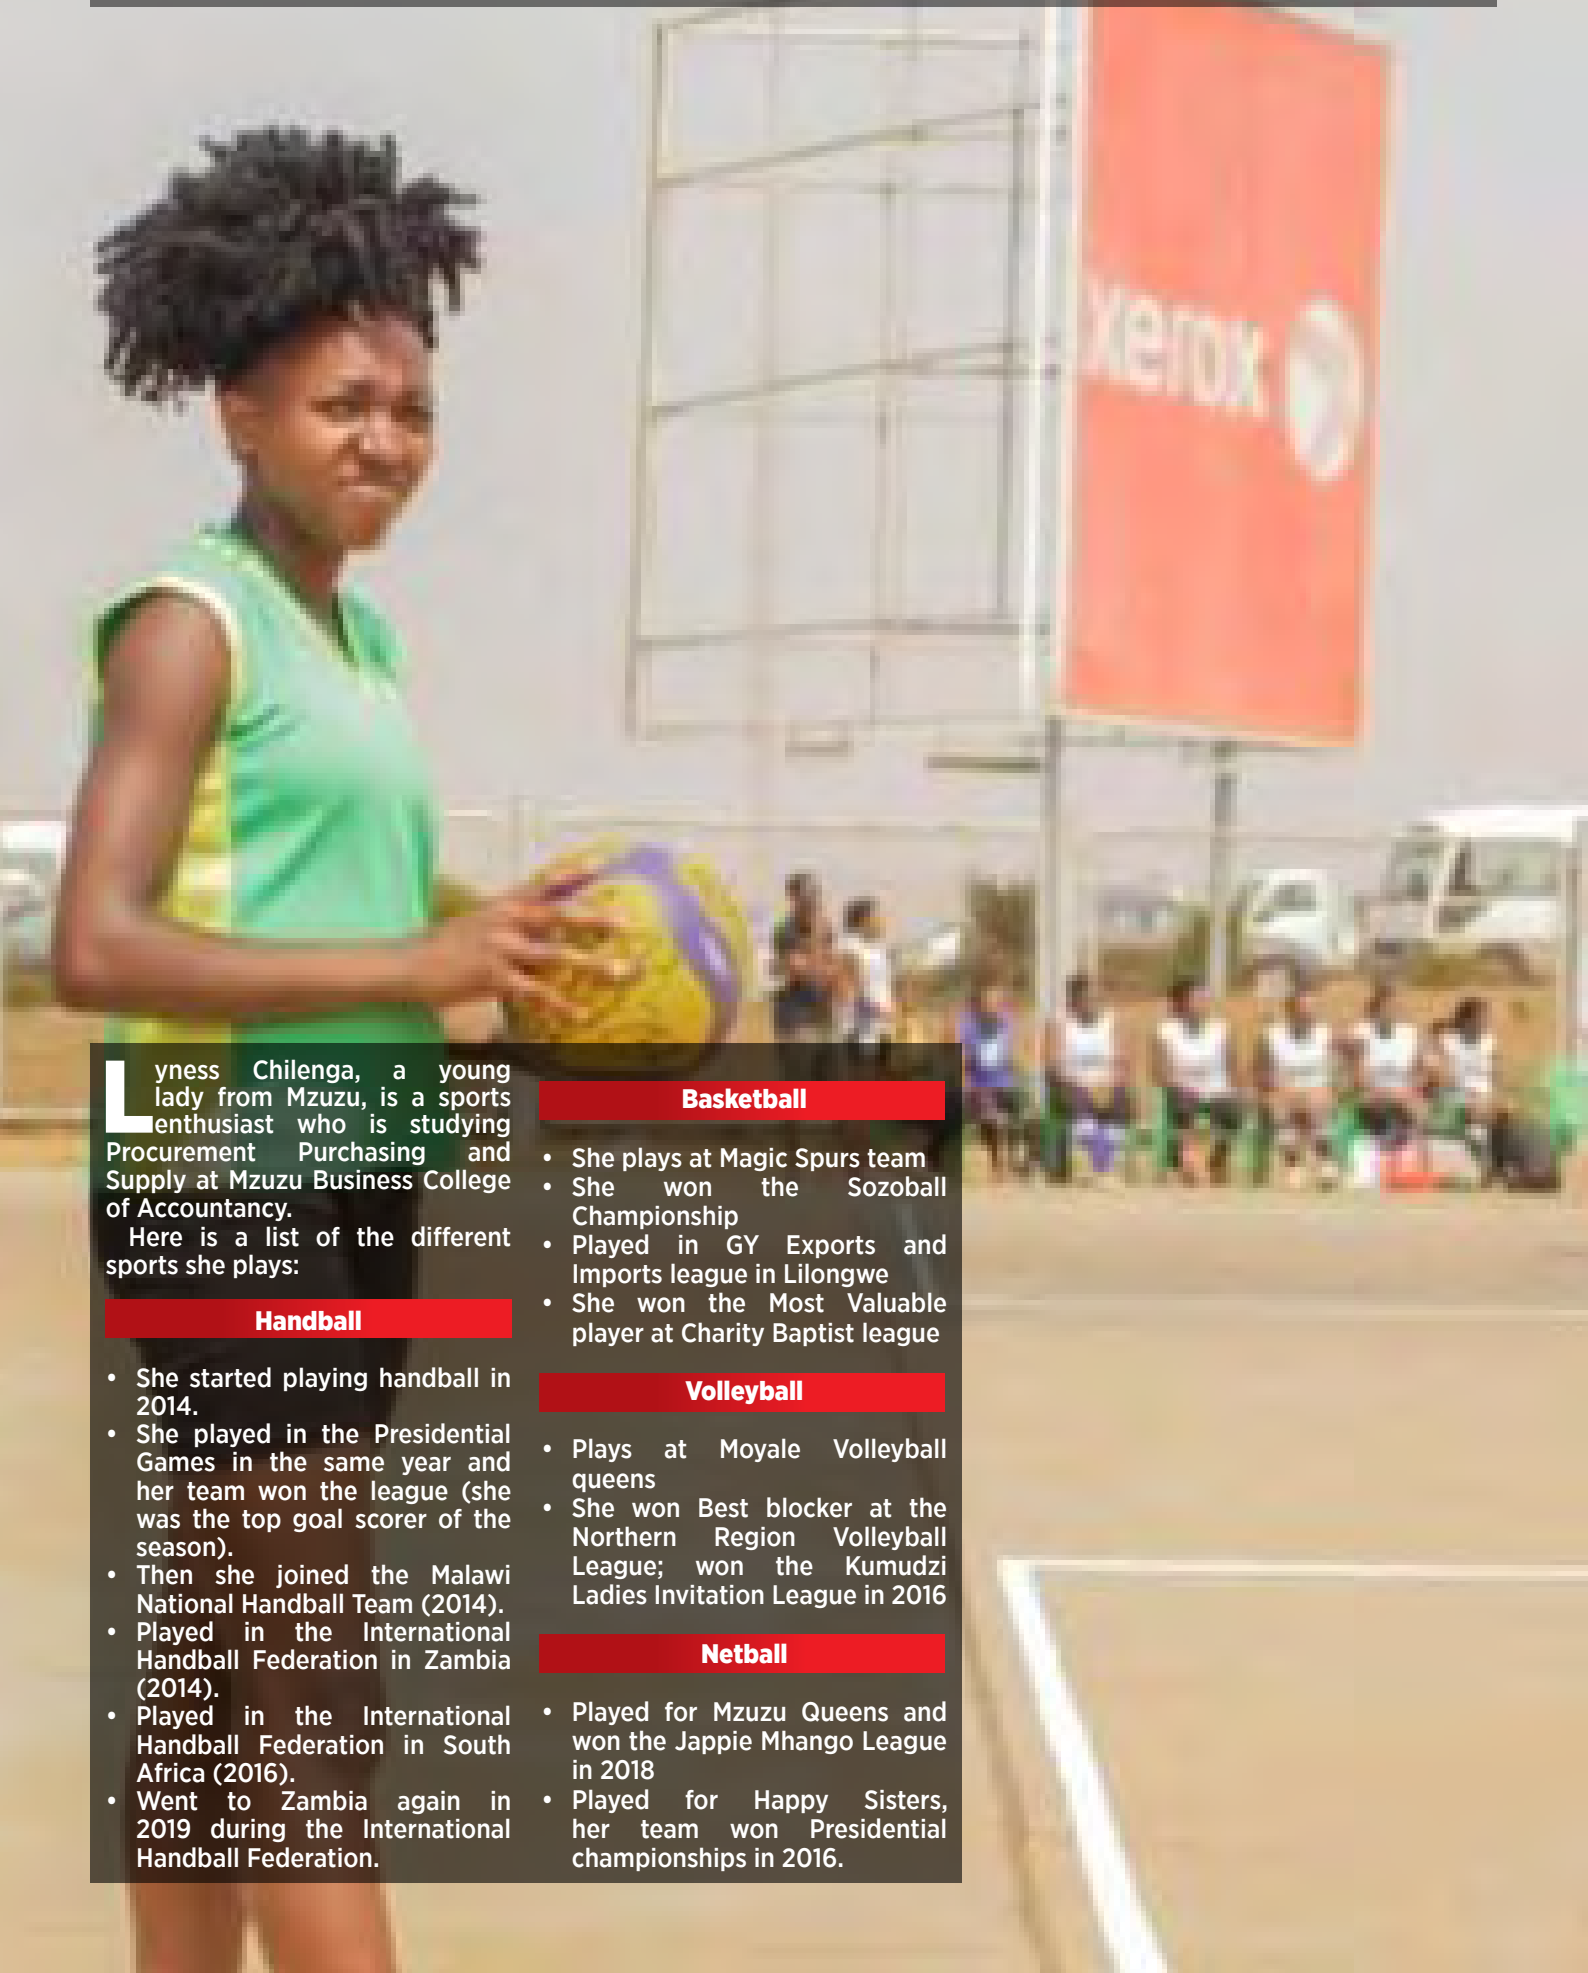 xerox
Lyness Chilenga, a young
lady from Mzuzu, is a sports
enthusiast who is studying
Procurement Purchasing and
Supply at Mzuzu Business College
of Accountancy.
Here is a list of the different
sports she plays:
Handball
• She started playing handball in
2014.
• She played in the Presidential
Games in the same year and
her team won the league (she
was the top goal scorer of the
season).
• Then she joined the Malawi
National Handball Team (2014).
• Played in the International
Handball Federation in Zambia
(2014).
• Played in the International
Handball Federation in South
Africa (2016).
• Went to Zambia again in
2019 during the International
Handball Federation.
Basketball
• She plays at Magic Spurs team
• She won the Sozoball
Championship
• Played in GY Exports and
Imports league in Lilongwe
• She won the Most Valuable
player at Charity Baptist league
Volleyball
• Plays at Moyale Volleyball
queens
• She won Best blocker at the
Northern Region Volleyball
League; won the Kumudzi
Ladies Invitation League in 2016
Netball
• Played for Mzuzu Queens and
won the Jappie Mhango League
in 2018
• Played for Happy Sisters,
her team won Presidential
championships in 2016.